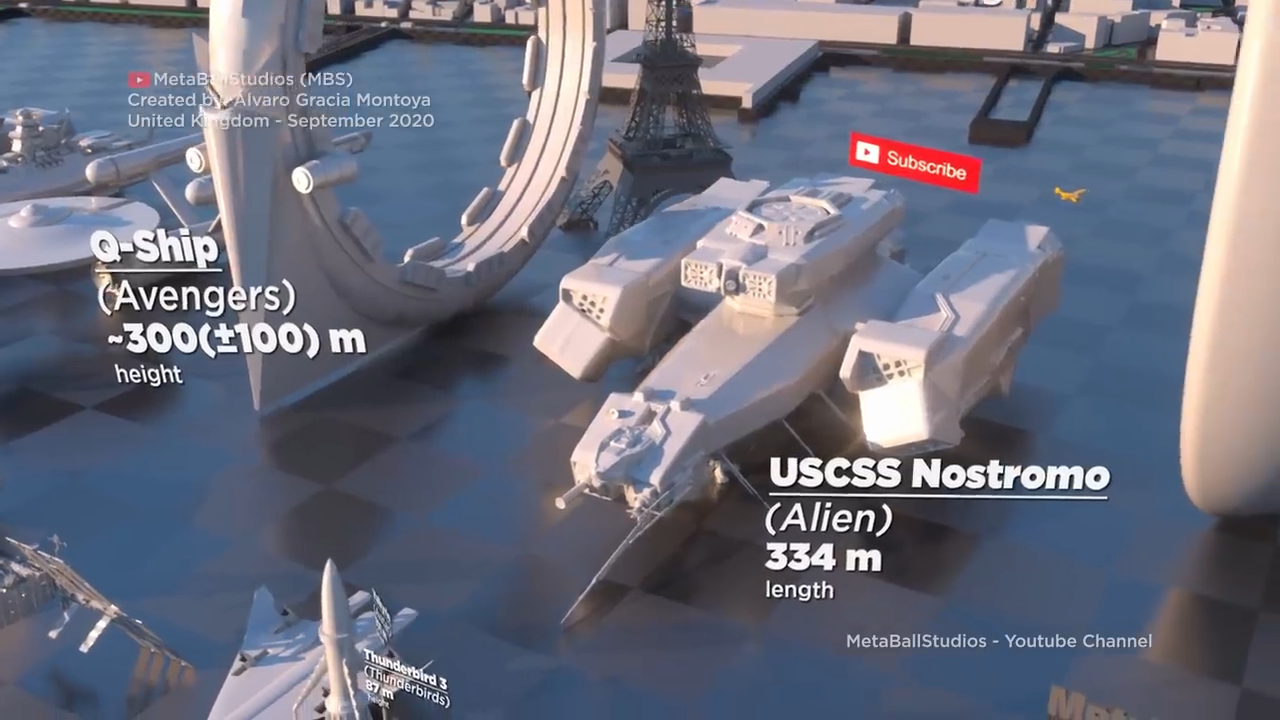 MetaBallStudios (MBS)
Created by: Alvaro Gracia Montoya
United Kingdom - September 2020
Subscribe
Q-Ship
(Avengers)
~300(±100) m
height
USCSS Nostromo
(Alien)
334 m
length
MetaBallStudios - Youtube Channel
Thunderbird 3
(Thunderbirds)
87 m
height